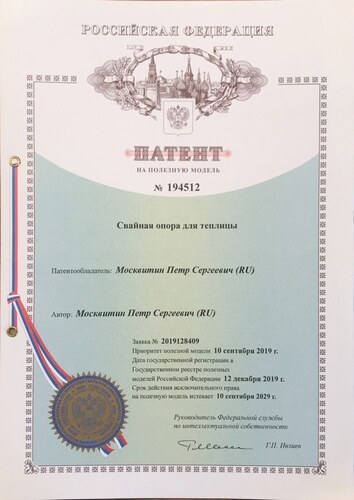 РОССИЙСКАЯ ФЕДЕРАЦИЯ
ПАТЕНТ
НА ПОЛЕЗНУЮ МОДЕЛЬ
№ 194512
Свайная опора для теплицы
Патентообладатель: Москвитин Петр Сергеевич (RU)
Автор: Москвитин Петр Сергеевич (RU)
Заявка № 2019128409
Приоритет полезной модели 10 сентября 2019 г.
Дата государственной регистрации в
Государственном реестре полезных
моделей Российской Федерации 12 декабря 2019 г.
Срок действия исключительного права
на полезную модель истекает 10 сентября 2029 г.
Руководитель Федеральной службы
по интеллектуальной собственности
Г.П. Ивлиев